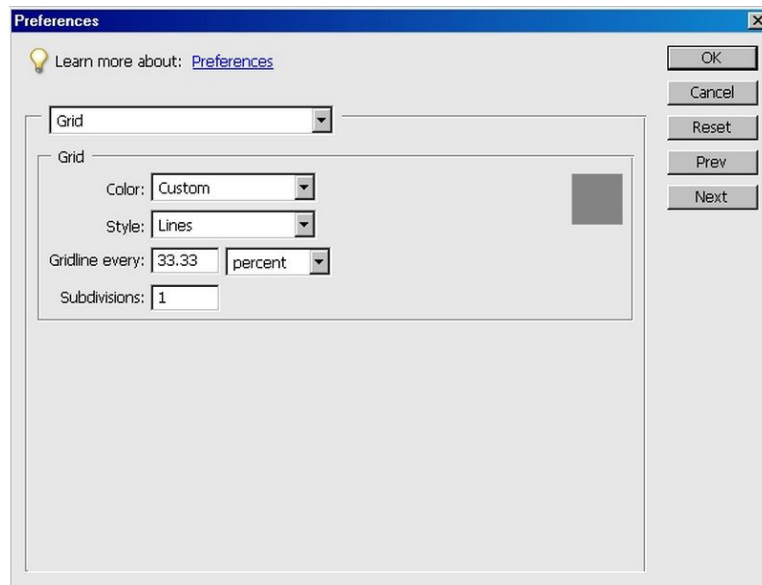 Preferences
Learn more about: Preferences
OK
Cancel
Reset
Prev
Next
Grid
Grid
Color: Custom
Style: Lines
Gridline every: 33.33 percent
Subdivisions: 1